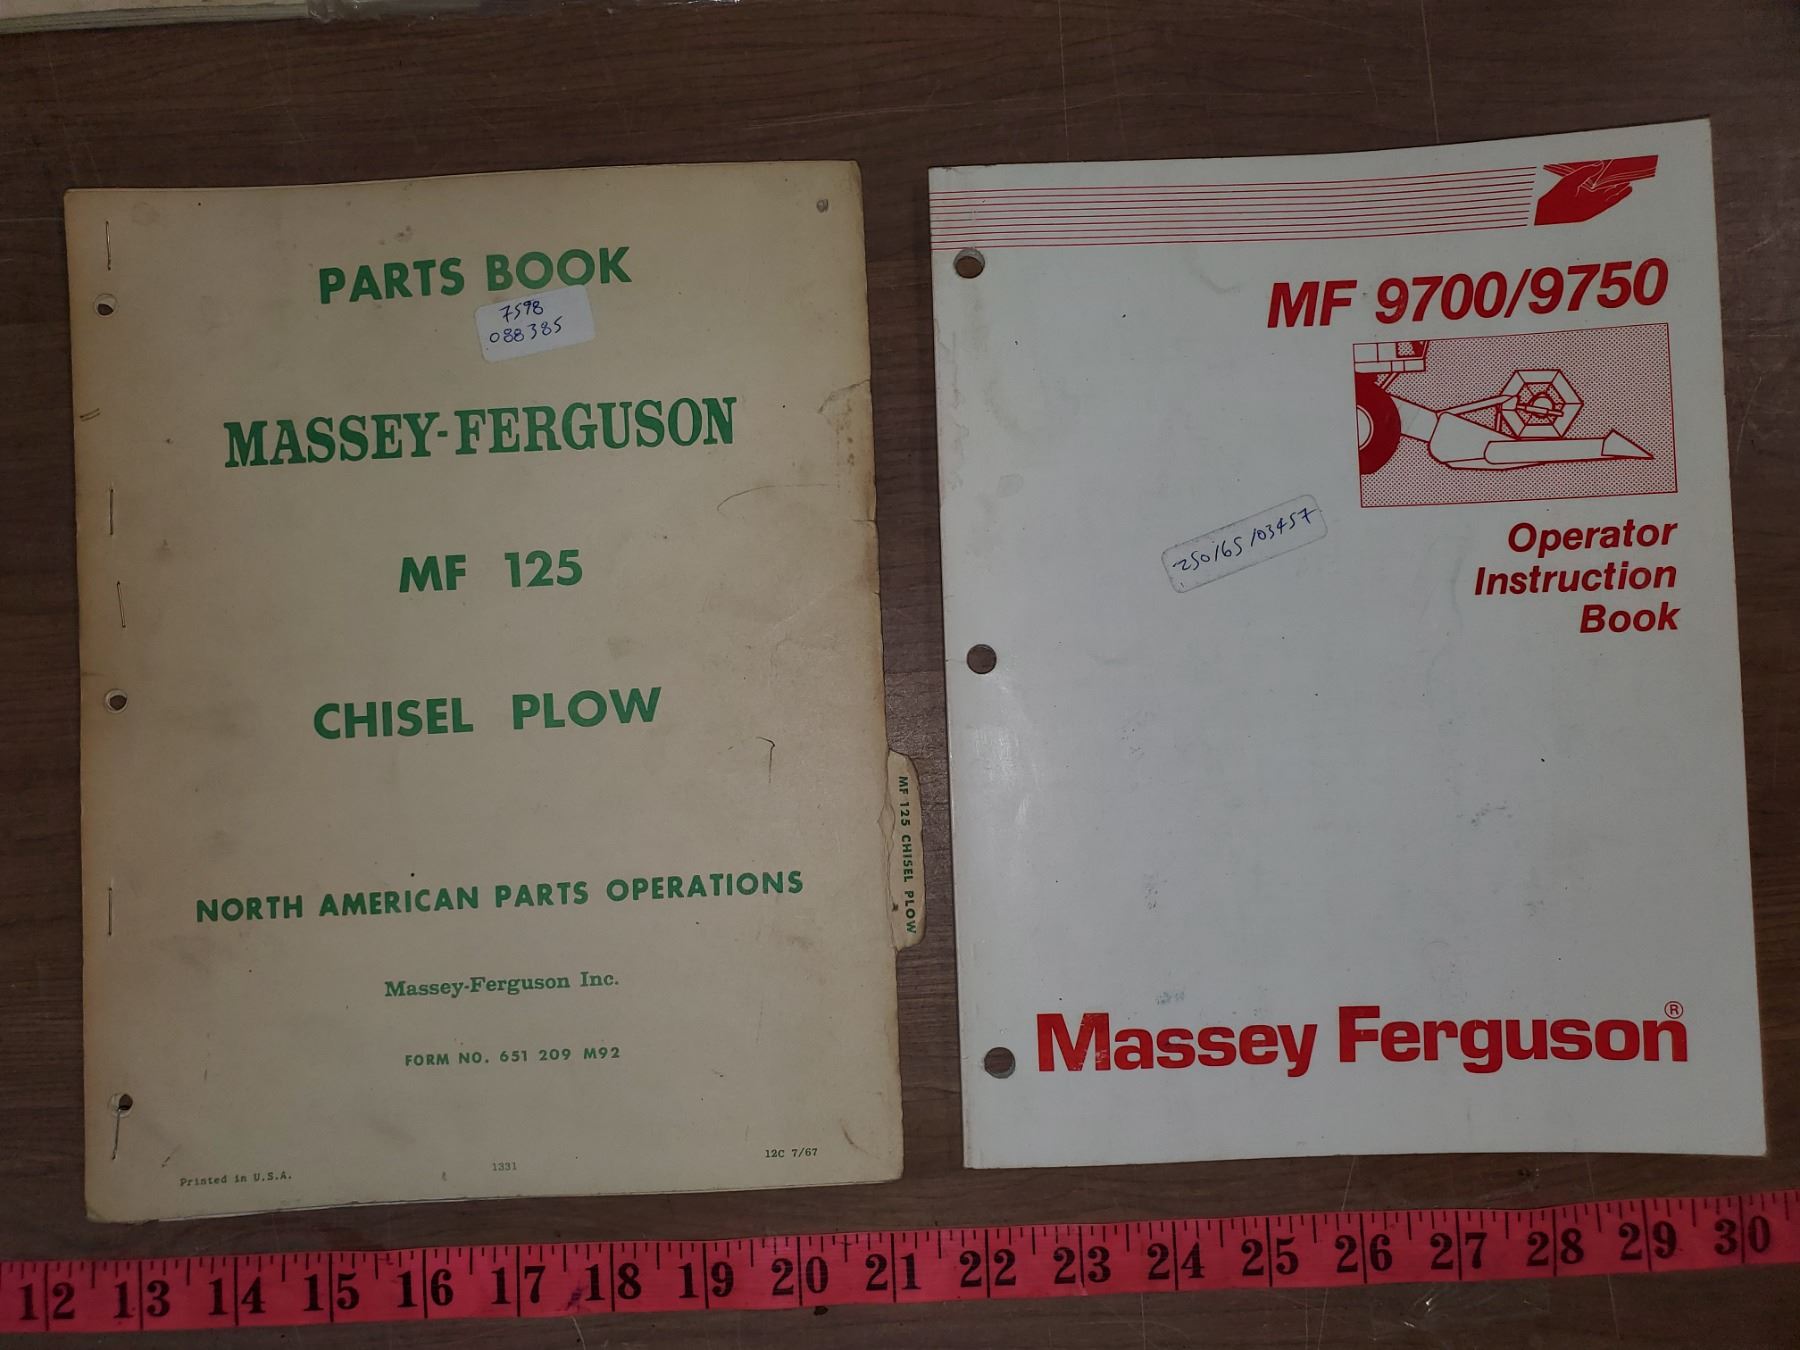 PARTS BOOK
7598
088385
MASSEY-FERGUSON
MF 125
CHISEL PLOW
MF 125 CHISEL PLOW
NORTH AMERICAN PARTS OPERATIONS
Massey-Ferguson Inc.
FORM NO. 651 209 M92
12C 7/67
1331
Printed in U.S.A.
MF 9700/9750
250165/03457
Operator
Instruction
Book
Massey Ferguson®
12 13 14 15 16 17 18 19 20 21 22 23 24 25 26 27 28 29 30